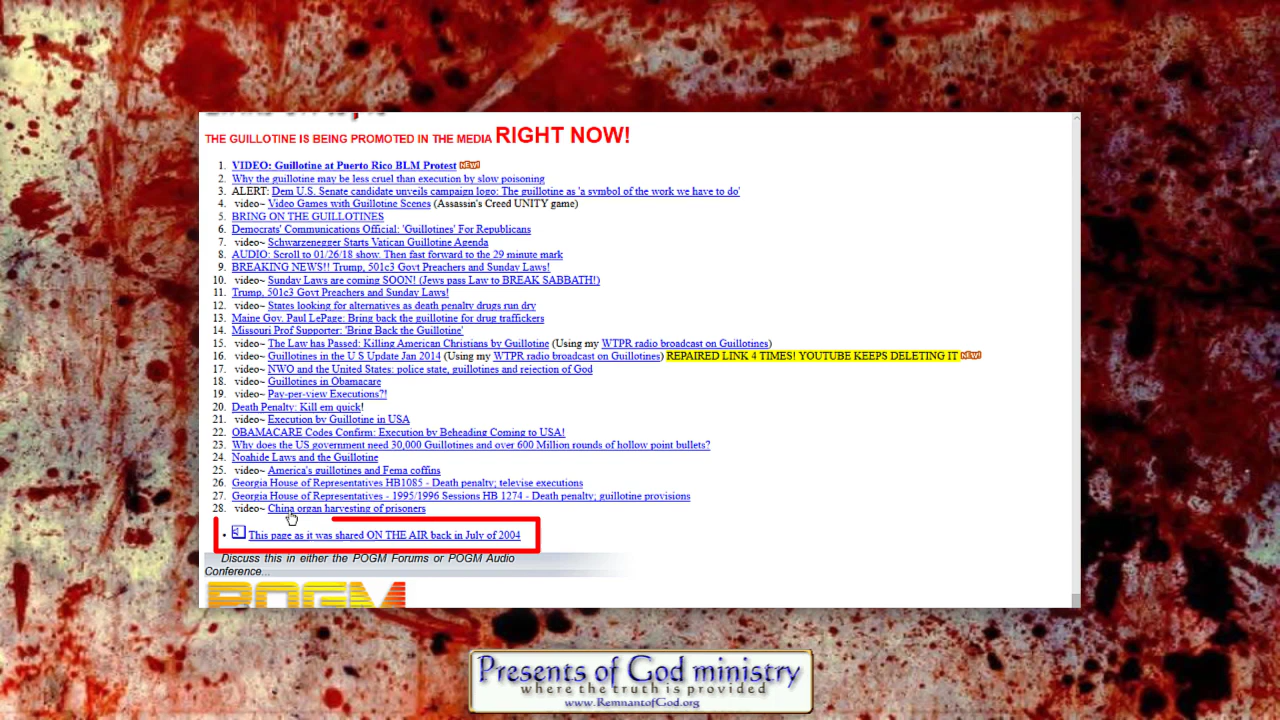 THE GUILLOTINE IS BEING PROMOTED IN THE MEDIA RIGHT NOW!
1. VIDEO: Guillotine at Puerto Rico BLM Protest NEW!
2. Why the guillotine may be less cruel than execution by slow poisoning
3. ALERT: Dem U.S. Senate candidate unveils campaign logo: The guillotine as 'a symbol of the work we have to do'
4. video~ Video Games with Guillotine Scenes (Assassin's Creed UNITY game)
5. BRING ON THE GUILLOTINES
6. Democrats' Communications Official: 'Guillotines' For Republicans
7. video~ Schwarzenegger Starts Vatican Guillotine Agenda
8. AUDIO: Scroll to 01/26/18 show. Then fast forward to the 29 minute mark
9. BREAKING NEWS!! Trump, 501c3 Govt Preachers and Sunday Laws!
10. video~ Sunday Laws are coming SOON! (Jews pass Law to BREAK SABBATH!)
11. Trump, 501c3 Govt Preachers and Sunday Laws!
12. video~ States looking for alternatives as death penalty drugs run dry
13. Maine Gov. Paul LePage: Bring back the guillotine for drug traffickers
14. Missouri Prof Supporter: 'Bring Back the Guillotine'
15. video~ The Law has Passed: Killing American Christians by Guillotine (Using my WTPR radio broadcast on Guillotines)
16. video~ Guillotines in the U S Update Jan 2014 (Using my WTPR radio broadcast on Guillotines) REPAIRED LINK 4 TIMES! YOUTUBE KEEPS DELETING IT NEW!
17. video~ NWO and the United States: police state, guillotines and rejection of God
18. video~ Guillotines in Obamacare
19. video~ Pay-per-view Executions?!
20. Death Penalty: Kill em quick!
21. video~ Execution by Guillotine in USA
22. OBAMACARE Codes Confirm: Execution by Beheading Coming to USA!
23. Why does the US government need 30,000 Guillotines and over 600 Million rounds of hollow point bullets?
24. Noahide Laws and the Guillotine
25. video~ America's guillotines and Fema coffins
26. Georgia House of Representatives HB1085 - Death penalty; televise executions
27. Georgia House of Representatives - 1995/1996 Sessions HB 1274 - Death penalty; guillotine provisions
28. video~ China organ harvesting of prisoners
• This page as it was shared ON THE AIR back in July of 2004
Discuss this in either the POGM Forums or POGM Audio
Conference...
POGM
Presents of God ministry
where the truth is provided
www.RemnantofGod.org